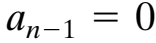 a_{n-1} = 0